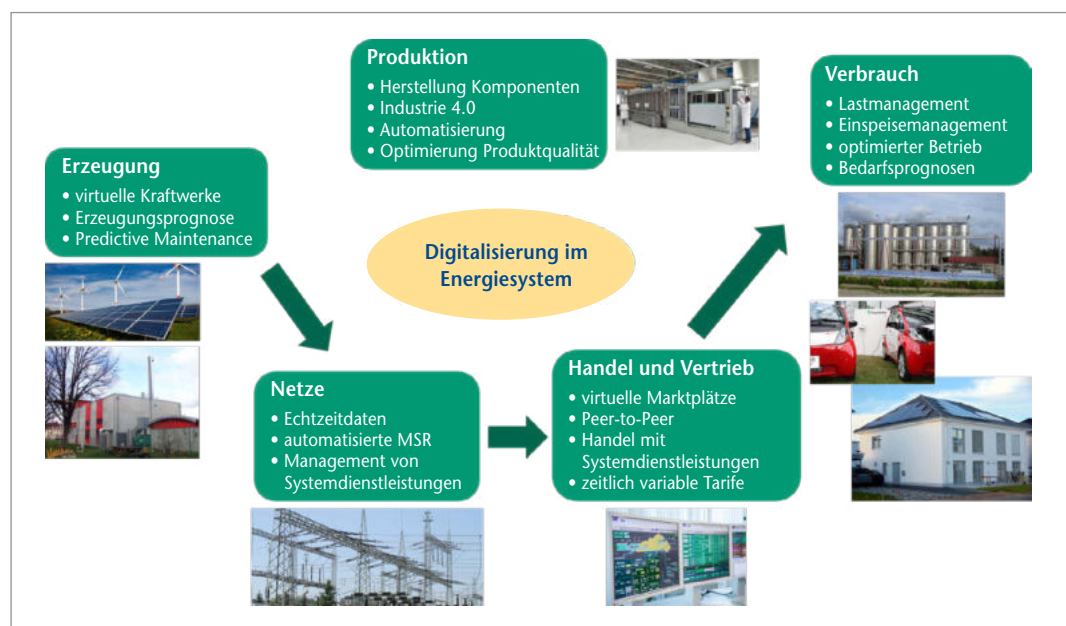 Produktion
• Herstellung Komponenten
• Industrie 4.0
• Automatisierung
• Optimierung Produktqualität
Verbrauch
• Lastmanagement
• Einspeisemanagement
• optimierter Betrieb
• Bedarfsprognosen
Erzeugung
• virtuelle Kraftwerke
• Erzeugungsprognose
• Predictive Maintenance
Digitalisierung im
Energiesystem
Netze
• Echtzeitdaten
• automatisierte MSR
• Management von
Systemdienstleistungen
Handel und Vertrieb
• virtuelle Marktplätze
• Peer-to-Peer
• Handel mit
Systemdienstleistungen
• zeitlich variable Tarife